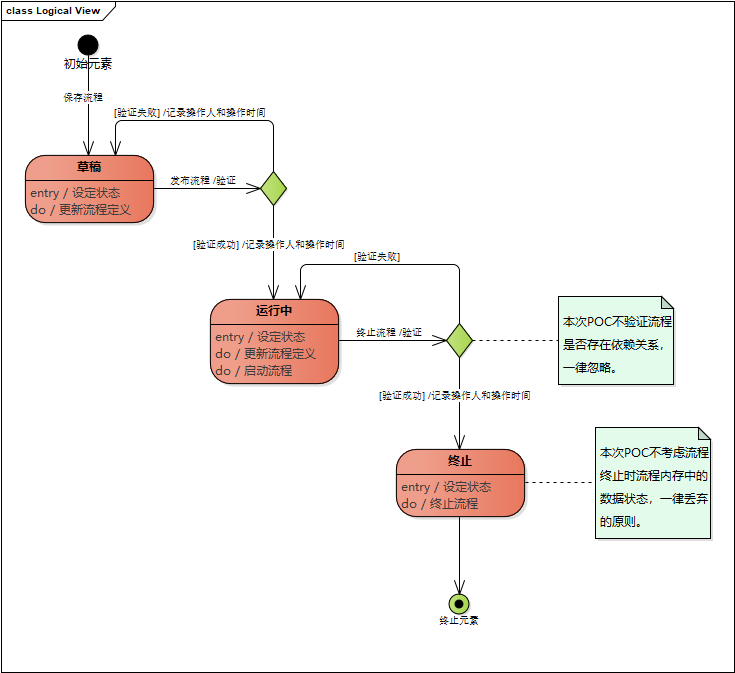 class Logical View
初始元素
保存流程
[验证失败] /记录操作人和操作时间
草稿
entry / 设定状态
do / 更新流程定义
发布流程 /验证
[验证成功] /记录操作人和操作时间
[验证失败]
运行中
entry / 设定状态
do / 更新流程定义
do / 启动流程
终止流程 /验证
本次POC不验证流程
是否存在依赖关系，
一律忽略。
[验证成功] /记录操作人和操作时间
终止
entry / 设定状态
do / 终止流程
本次POC不考虑流程
终止时流程内存中的
数据状态，一律丢弃
的原则。
终止元素